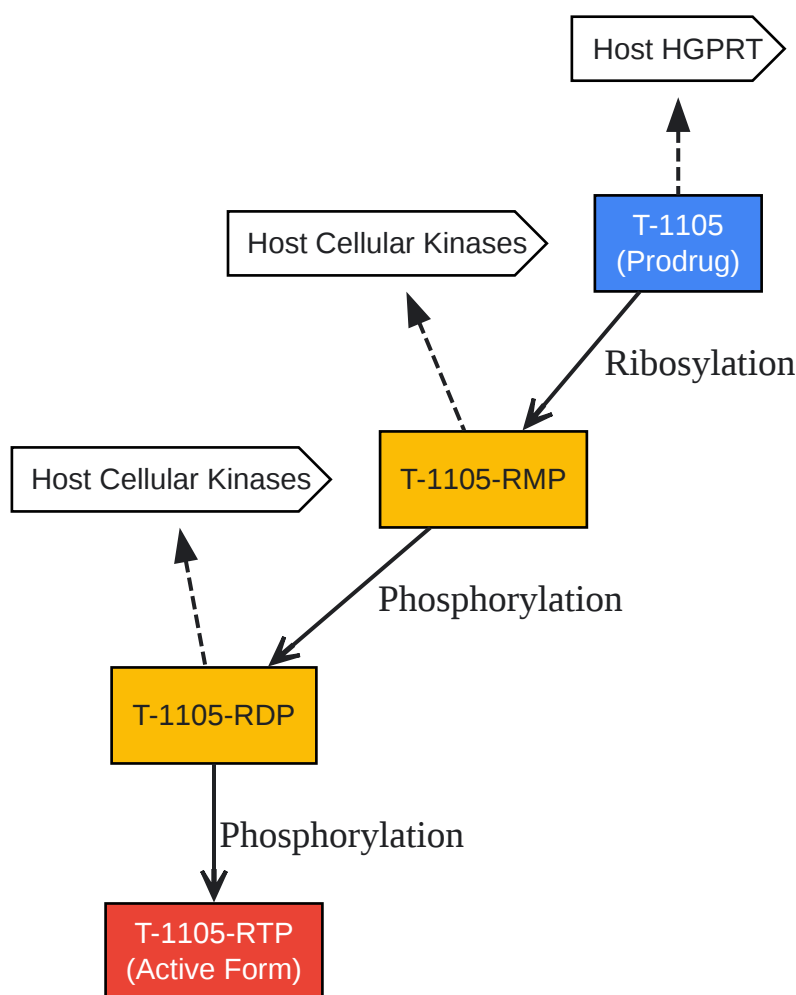 Host HGPRT
T-1105
(Prodrug)
Host Cellular Kinases
Ribosylation
T-1105-RMP
Host Cellular Kinases
Phosphorylation
T-1105-RDP
Phosphorylation
T-1105-RTP
(Active Form)